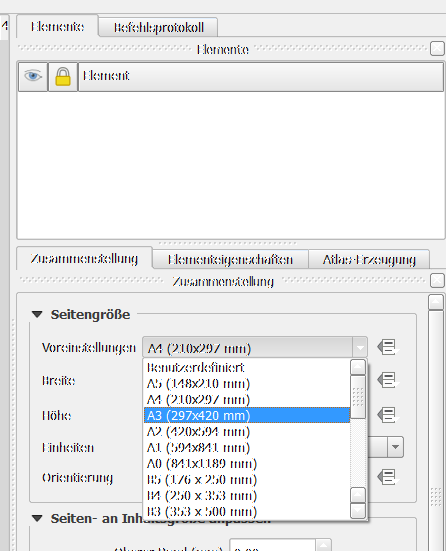 Elemente Befehlsprotokoll
Elemente
Element
Zusammenstellung Elementeigenschaften Atlas-Erzeugung
Zusammenstellung
Seitengröße
Voreinstellungen A4 (210x297 mm)
Benutzerdefiniert
Breite A5 (148x210 mm)
A4 (210x297 mm)
Höhe A3 (297x420 mm)
A2 (420x594 mm)
Einheiten A1 (594x841 mm)
A0 (841x1189 mm)
Orientierung B5 (176 x 250 mm)
B4 (250 x 353 mm)
B3 (353 x 500 mm)
Seiten- an Inhaltsgröße anpassen